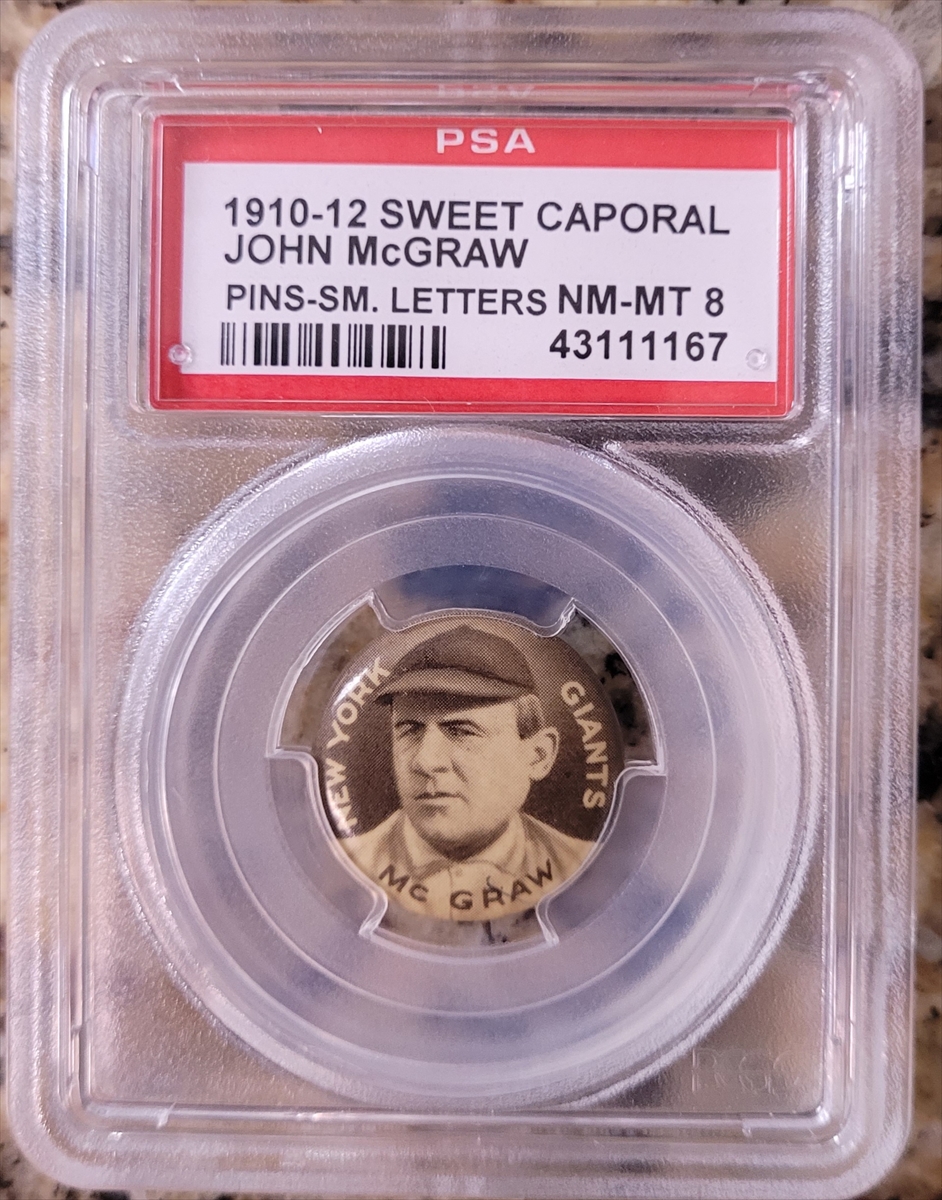 PSA
1910-12 SWEET CAPORAL
JOHN McGRAW
PINS-SM. LETTERS NM-MT 8
43111167
NEW YORK
GIANTS
Mc GRAW